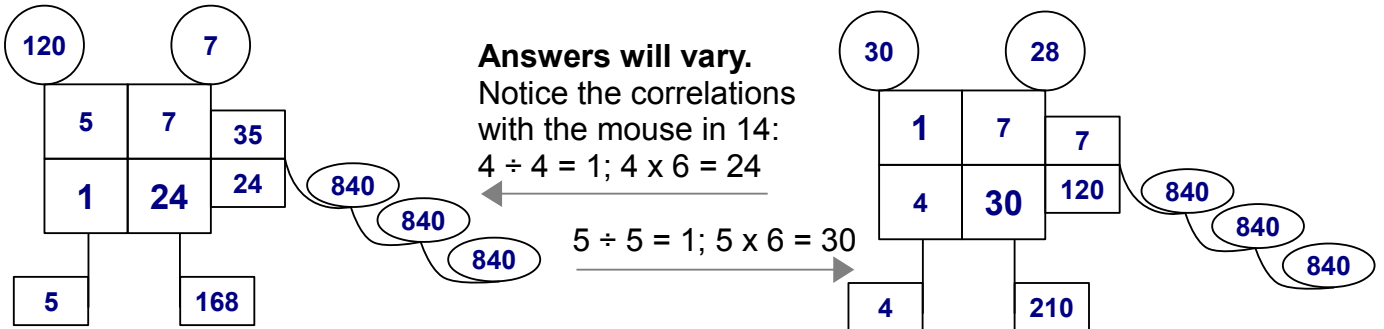 120 7
5 7 35
1 24 24
840
840
840
5 168
Answers will vary.
Notice the correlations
with the mouse in 14:
4 ÷ 4 = 1; 4 x 6 = 24
5 ÷ 5 = 1; 5 x 6 = 30
30 28
1 7 7
4 30 120
840
840
840
4 210